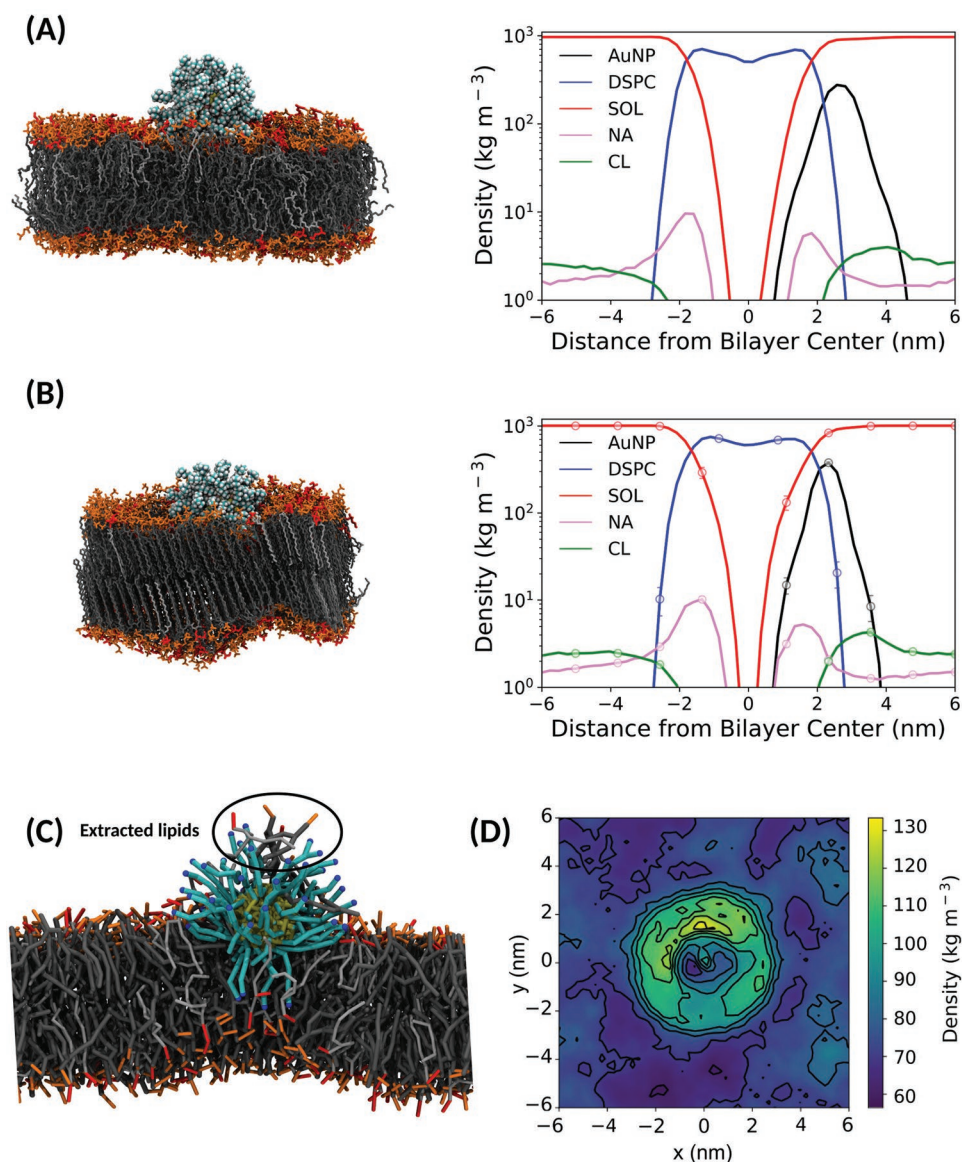 (A)
10³
10²
10¹
10⁰
Density (kg m⁻³)
AuNP
DSPC
SOL
NA
CL
−6 −4 −2 0 2 4 6
Distance from Bilayer Center (nm)
(B)
10³
10²
10¹
10⁰
Density (kg m⁻³)
AuNP
DSPC
SOL
NA
CL
−6 −4 −2 0 2 4 6
Distance from Bilayer Center (nm)
(C)
Extracted lipids
(D)
6
4
2
0
−2
−4
−6
y (nm)
−6 −4 −2 0 2 4 6
x (nm)
130
120
110
100
90
80
70
60
Density (kg m⁻³)